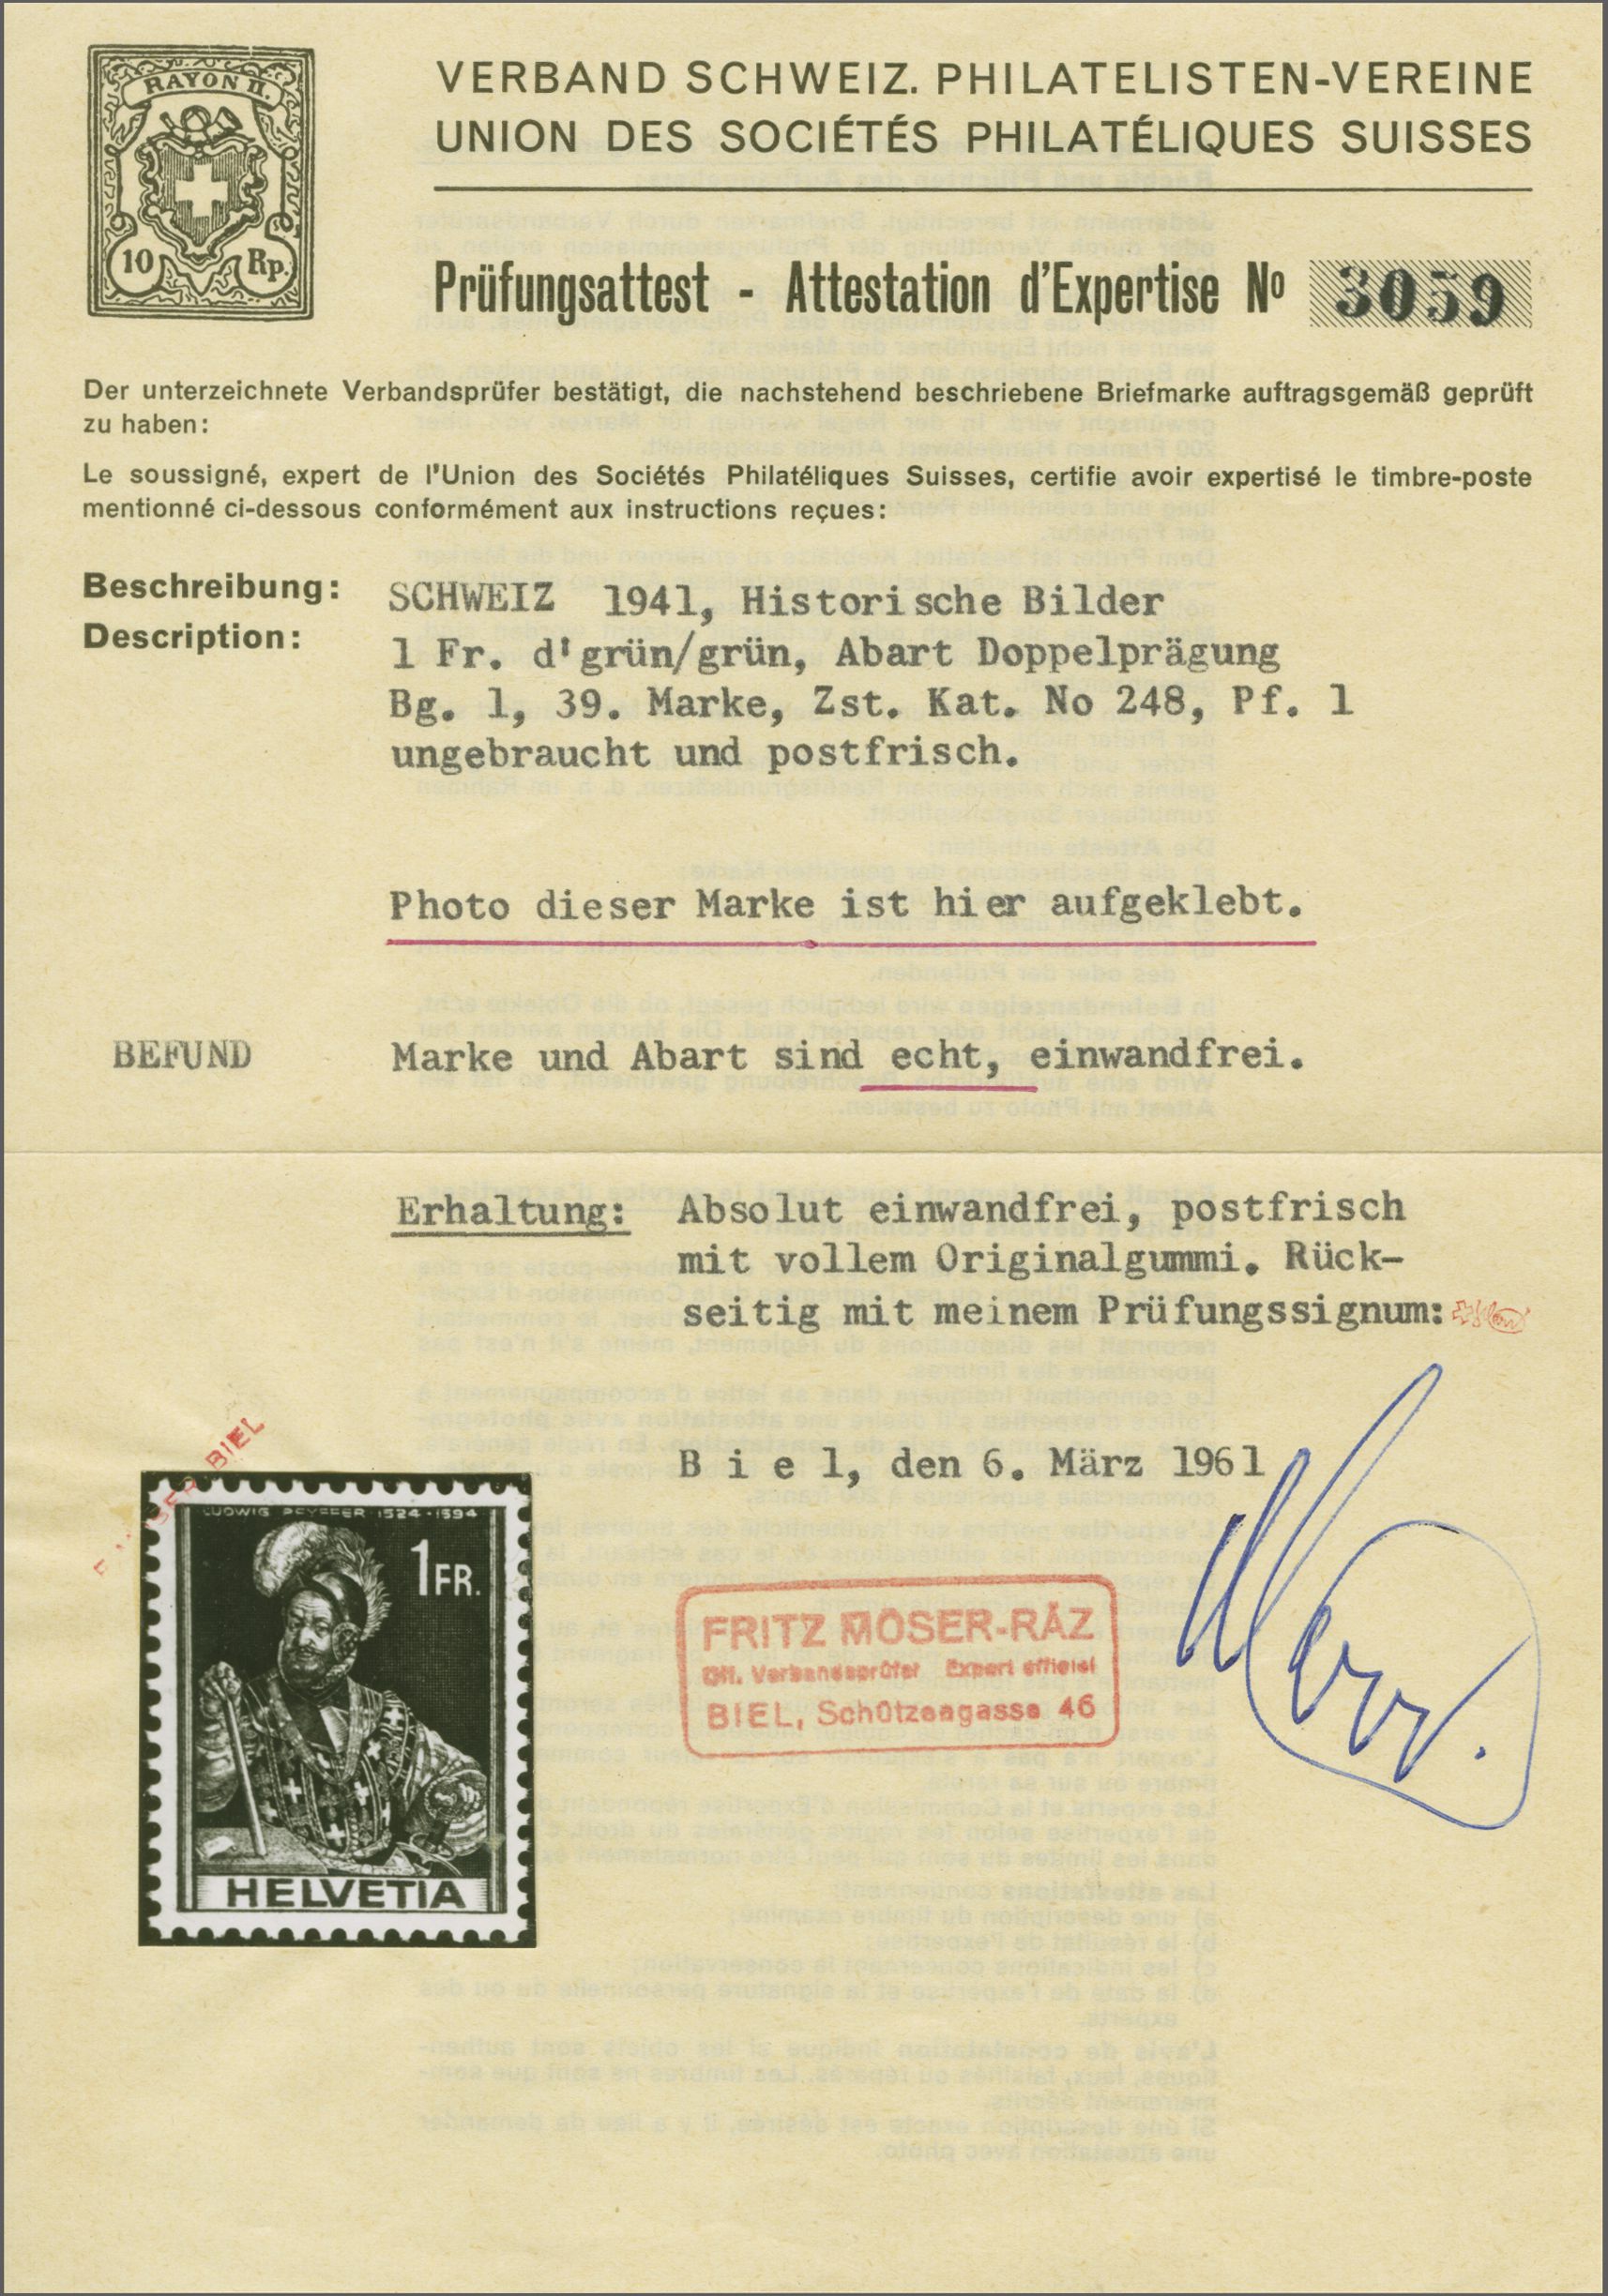 RAYON II.
10 Rp.
VERBAND SCHWEIZ. PHILATELISTEN-VEREINE
UNION DES SOCIÉTÉS PHILATÉLIQUES SUISSES
Prüfungsattest - Attestation d'Expertise Nº 3059
Der unterzeichnete Verbandsprüfer bestätigt, die nachstehend beschriebene Briefmarke auftragsgemäß geprüft
zu haben:
Le soussigné, expert de l'Union des Sociétés Philatéliques Suisses, certifie avoir expertisé le timbre-poste
mentionné ci-dessous conformément aux instructions reçues:
Beschreibung: SCHWEIZ 1941, Historische Bilder
Description: 1 Fr. d'grün/grün, Abart Doppelprägung
Bg. 1, 39. Marke, Zst. Kat. No 248, Pf. 1
ungebraucht und postfrisch.
Photo dieser Marke ist hier aufgeklebt.
BEFUND Marke und Abart sind echt, einwandfrei.
Erhaltung: Absolut einwandfrei, postfrisch
mit vollem Originalgummi. Rück-
seitig mit meinem Prüfungssignum:
B i e l, den 6. März 1961
BIEL
LUDWIG PFYFFER 1524-1594
1 FR.
HELVETIA
FRITZ MOSER-RÄZ
Off. Verbandsprüfer Expert officiel
BIEL, Schützengasse 46